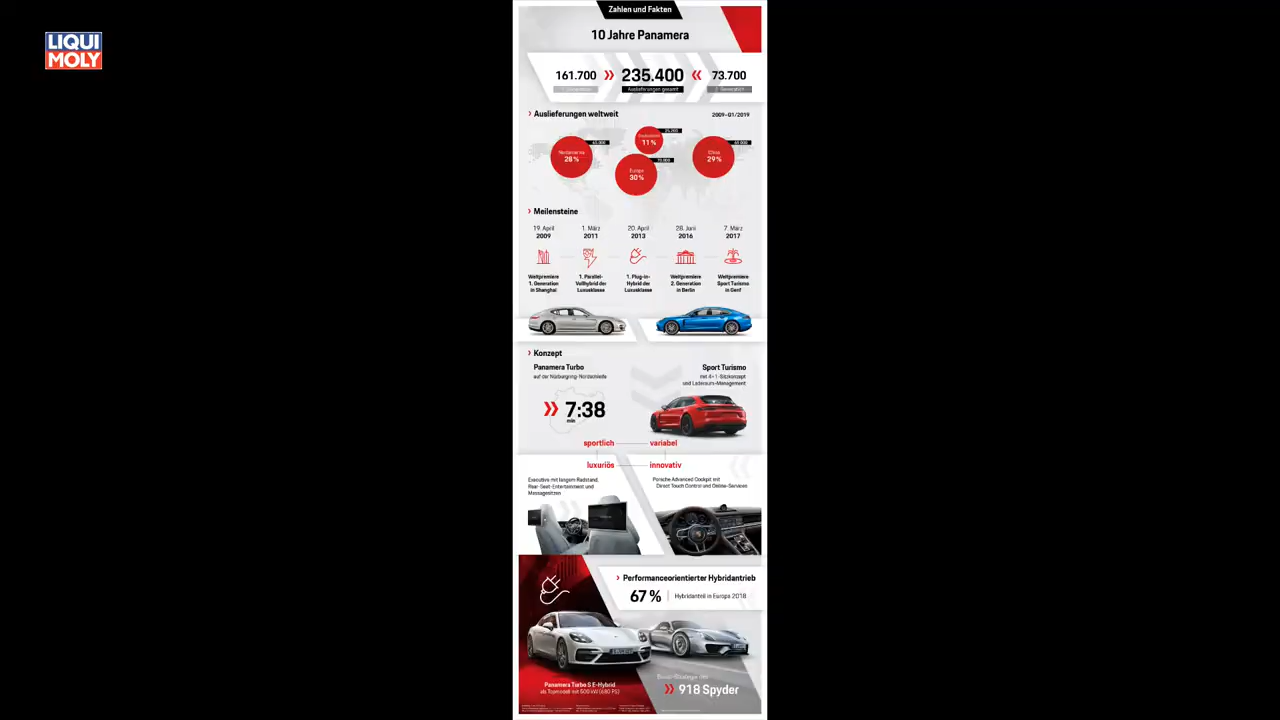 LIQUI
MOLY
Zahlen und Fakten
10 Jahre Panamera
161.700
235.400
73.700
Auslieferungen gesamt
Auslieferungen weltweit
2009–Q1/2019
Nordamerika
28 %
Deutschland
11 %
Europa
30 %
70.000
China
29 %
Meilensteine
19. April
2009
1. März
2011
20. April
2013
28. Juni
2016
7. März
2017
Weltpremiere
1. Generation
in Shanghai
1. Parallel-
Vollhybrid der
Luxusklasse
1. Plug-in-
Hybrid der
Luxusklasse
Weltpremiere
2. Generation
in Berlin
Weltpremiere
Sport Turismo
in Genf
Konzept
Panamera Turbo
auf der Nürburgring-Nordschleife
7:38
min
Sport Turismo
mit 4+1-Sitzkonzept
und Laderaum-Management
sportlich
variabel
luxuriös
innovativ
Executive mit langem Radstand,
Rear-Seat-Entertainment und
Massagesitzen
Porsche Advanced Cockpit mit
Direct Touch Control und Online-Services
Performanceorientierter Hybridantrieb
67 %
Hybridanteil in Europa 2018
Panamera Turbo S E-Hybrid
als Topmodell mit 500 kW (680 PS)
918 Spyder